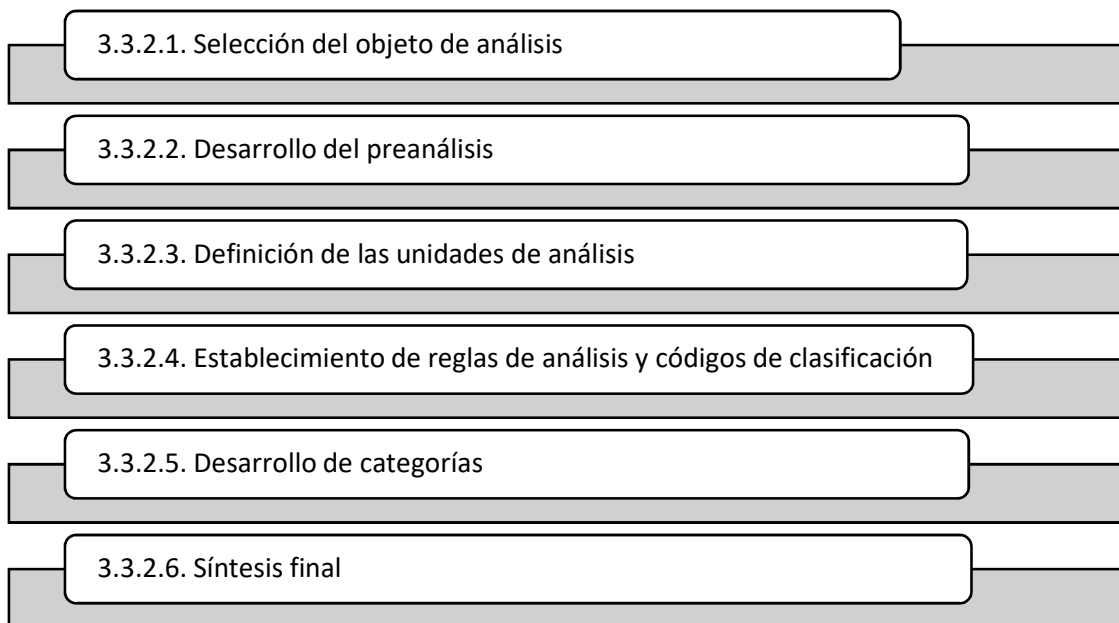 3.3.2.1. Selección del objeto de análisis
3.3.2.2. Desarrollo del preanálisis
3.3.2.3. Definición de las unidades de análisis
3.3.2.4. Establecimiento de reglas de análisis y códigos de clasificación
3.3.2.5. Desarrollo de categorías
3.3.2.6. Síntesis final